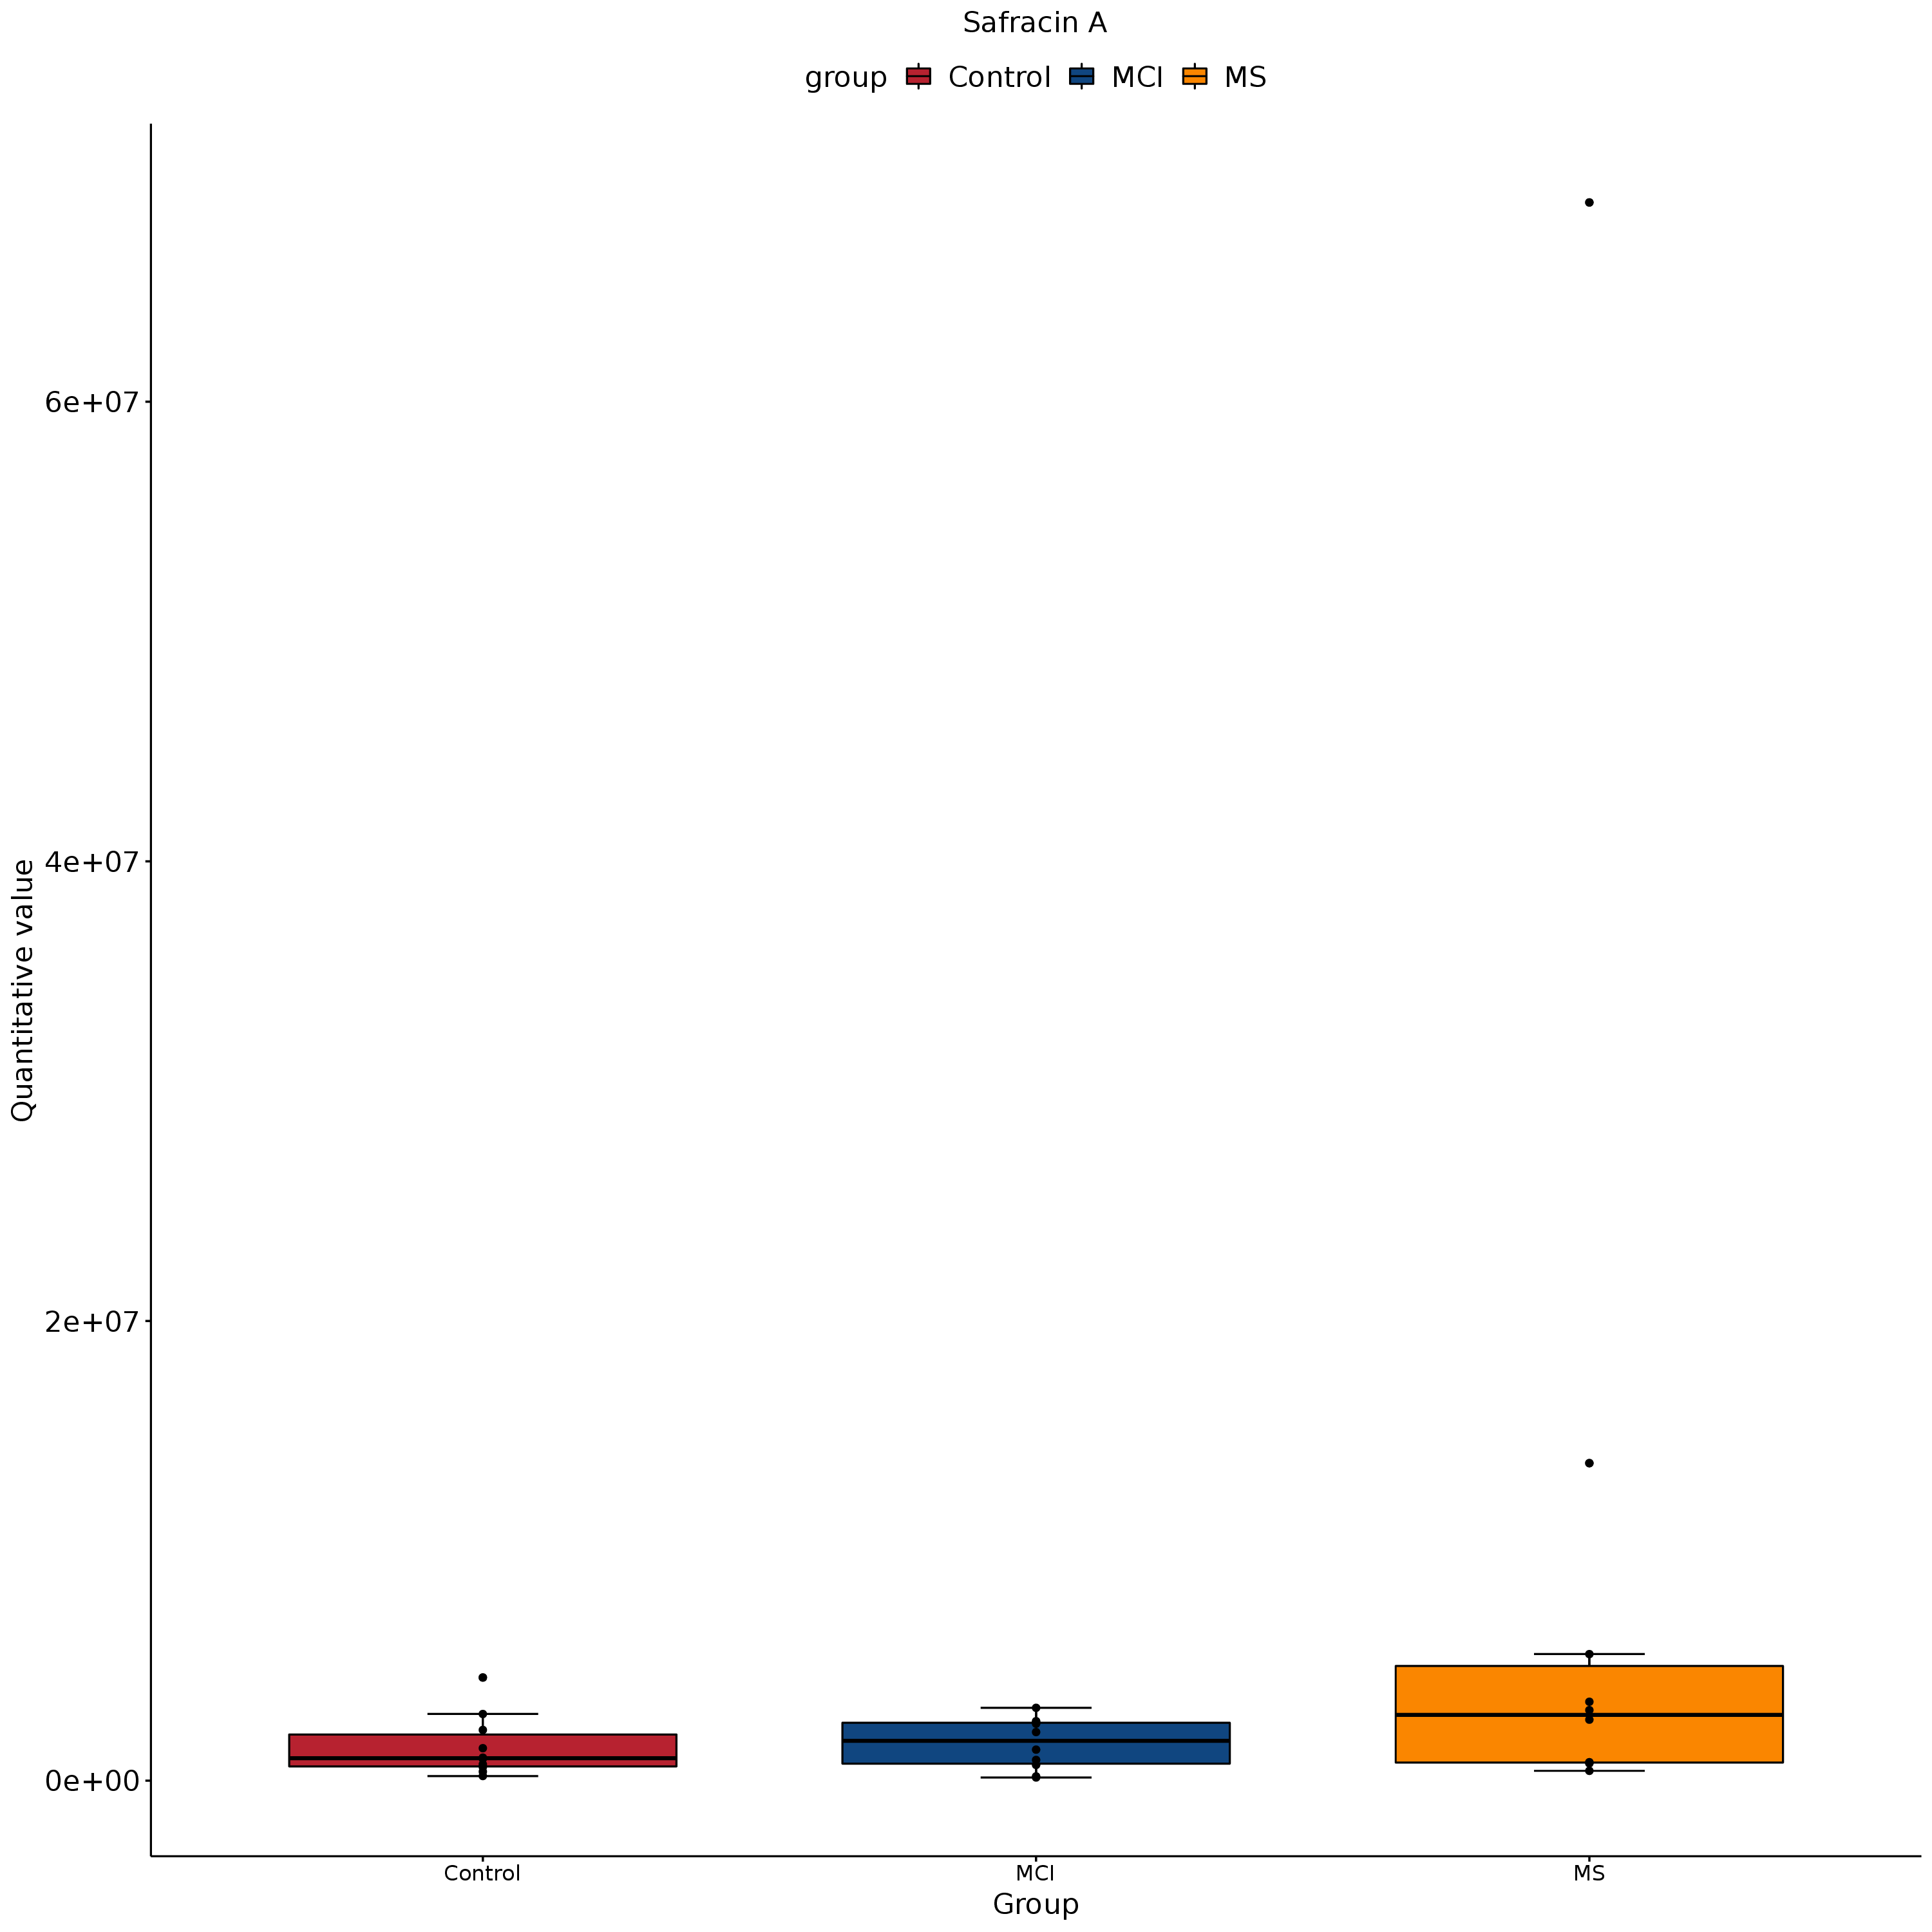 Safracin A
group Control MCI MS
Quantitative value
6e+07
4e+07
2e+07
0e+00
Control MCI MS
Group